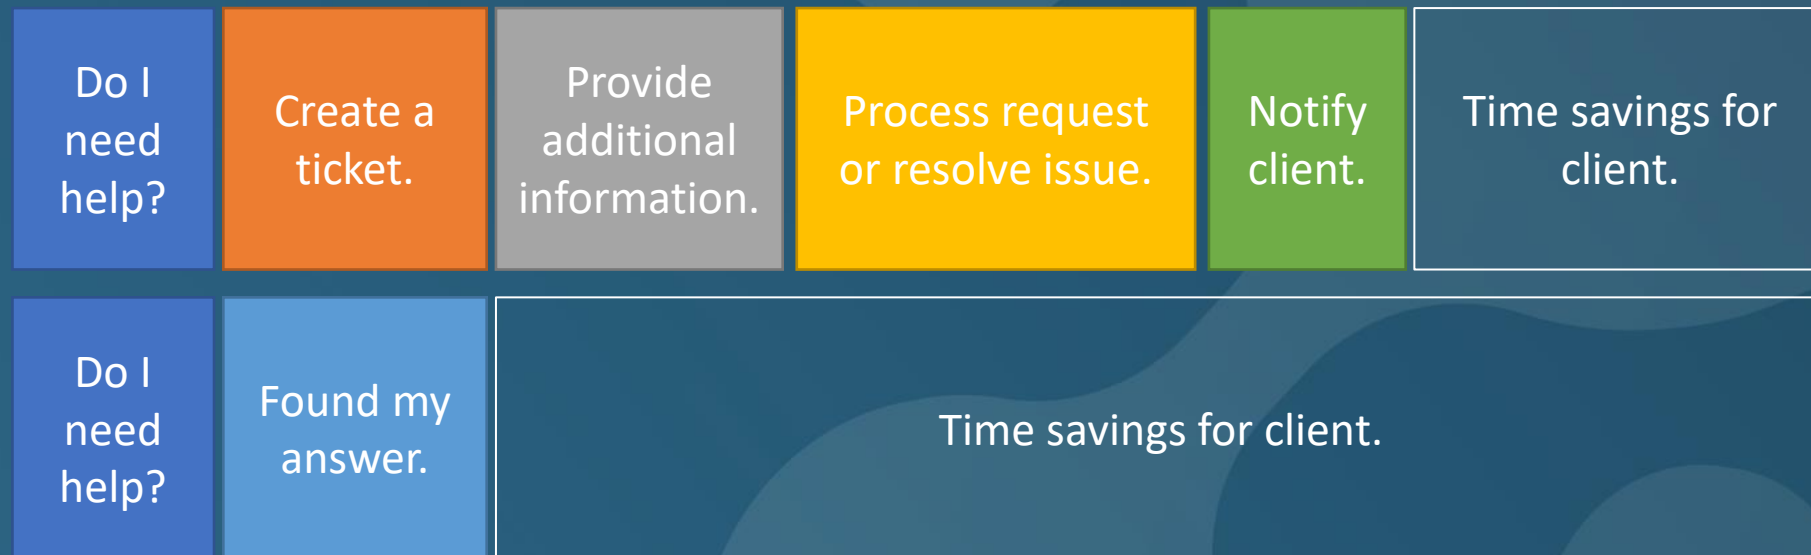 Do I
need
help?
Create a
ticket.
Provide
additional
information.
Process request
or resolve issue.
Notify
client.
Time savings for
client.
Do I
need
help?
Found my
answer.
Time savings for client.